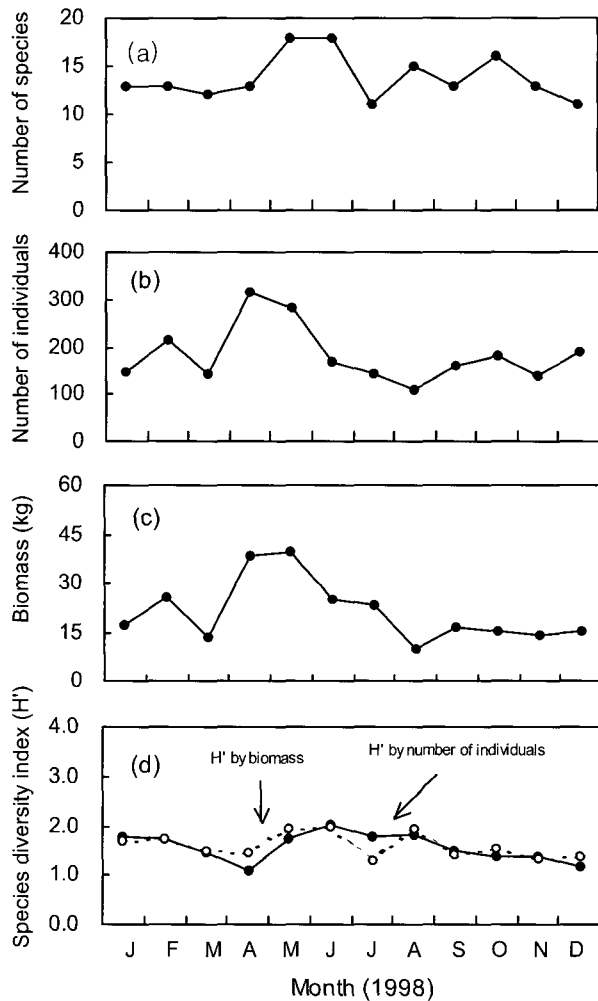 Number of species
20
15
10
5
0
(a)
Number of individuals
400
300
200
100
0
(b)
Biomass (kg)
60
45
30
15
0
(c)
Species diversity index (H')
4.0
3.0
2.0
1.0
0.0
(d)
H' by biomass
H' by number of individuals
J F M A M J J A S O N D
Month (1998)